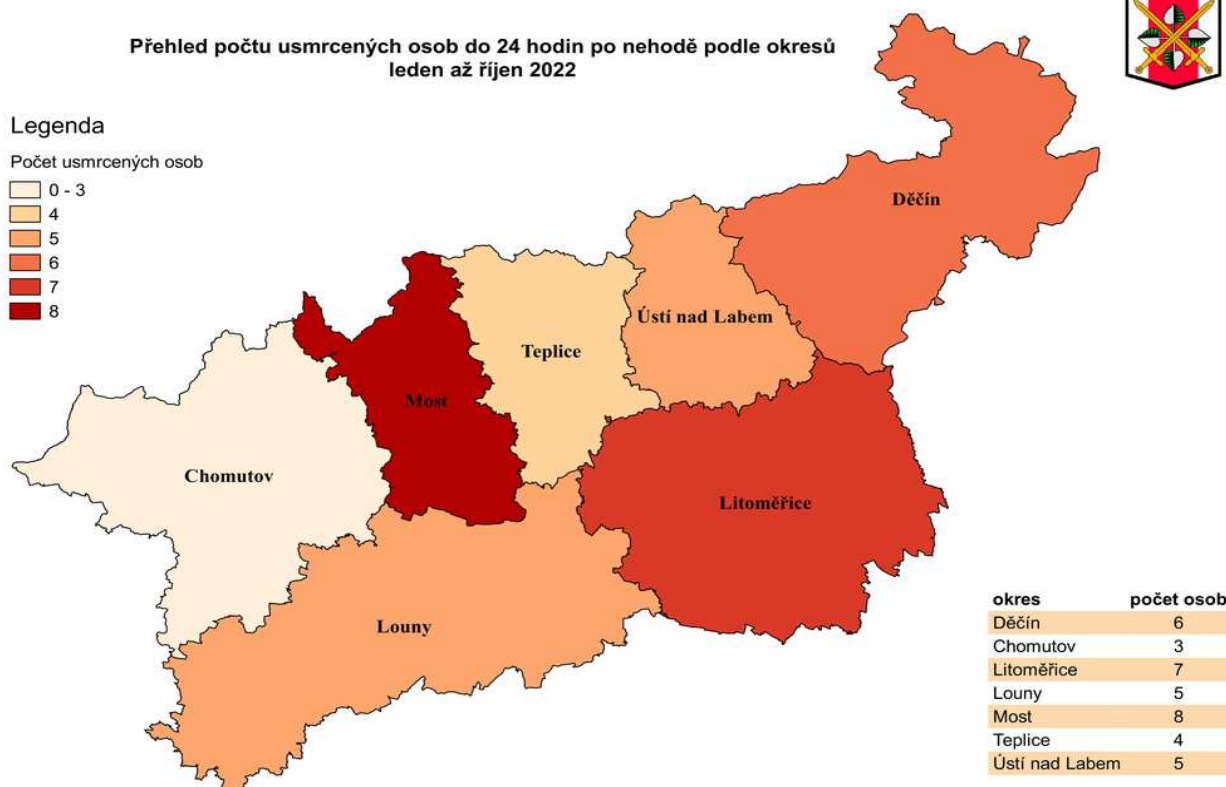 Přehled počtu usmrcených osob do 24 hodin po nehodě podle okresů
leden až říjen 2022
Legenda
Počet usmrcených osob
0 - 3
4
5
6
7
8
Děčín
Ústí nad Labem
Teplice
Most
Chomutov
Litoměřice
Louny
okres počet osob
Děčín 6
Chomutov 3
Litoměřice 7
Louny 5
Most 8
Teplice 4
Ústí nad Labem 5